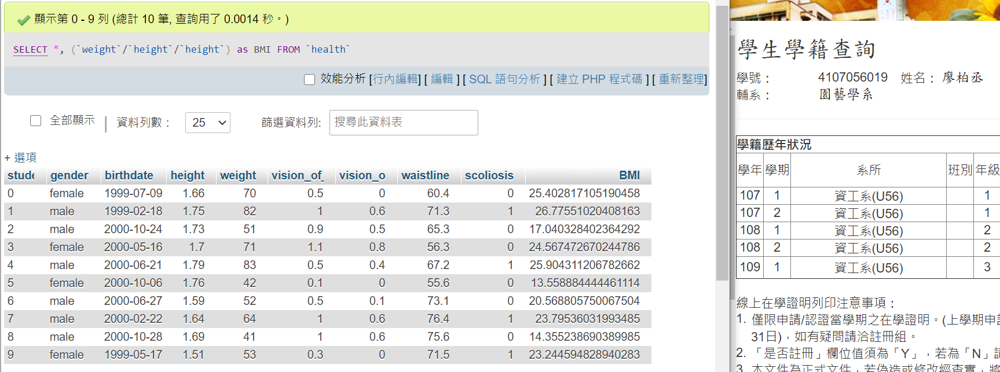 顯示第 0 - 9 列 (總計 10 筆, 查詢用了 0.0014 秒。)
SELECT *, (`weight`/`height`/`height`) as BMI FROM `health`
效能分析 [行內編輯] [ 編輯 ] [ SQL 語句分析 ] [ 建立 PHP 程式碼 ] [ 重新整理]
全部顯示 | 資料列數： 25 篩選資料列: 搜尋此資料表
+ 選項
stude gender birthdate height weight vision_of_ vision_o waistline scoliosis BMI
0 female 1999-07-09 1.66 70 0.5 0 60.4 0 25.402817105190458
1 male 1999-02-18 1.75 82 1 0.6 71.3 1 26.77551020408163
2 male 2000-10-24 1.73 51 0.9 0.5 65.3 0 17.040328402364292
3 female 2000-05-16 1.7 71 1.1 0.8 56.3 0 24.567472670244786
4 male 2000-06-21 1.79 83 0.5 0.4 67.2 1 25.904311206782662
5 female 2000-10-06 1.76 42 0.1 0 55.6 0 13.558884444461114
6 male 2000-06-27 1.59 52 0.5 0.1 73.1 0 20.568805750067504
7 male 2000-02-22 1.64 64 1 0.6 76.4 1 23.79536031993485
8 male 2000-10-28 1.69 41 1 0.6 75.6 0 14.355238690389985
9 female 1999-05-17 1.51 53 0.3 0 71.5 1 23.244594828940283
學生學籍查詢
學號： 4107056019 姓名： 廖柏丞
輔系： 園藝學系
學籍歷年狀況
學年 學期 系所 班別 年級
107 1 資工系(U56) 1
107 2 資工系(U56) 1
108 1 資工系(U56) 2
108 2 資工系(U56) 2
109 1 資工系(U56) 3
線上在學證明列印注意事項：
1. 僅限申請/認證當學期之在學證明。(上學期申請
31日)，如有疑問請洽註冊組。
2. 「是否註冊」欄位值須為「Y」，若為「N」請
3. 本文件為正式文件，若偽造或修改經查實，將